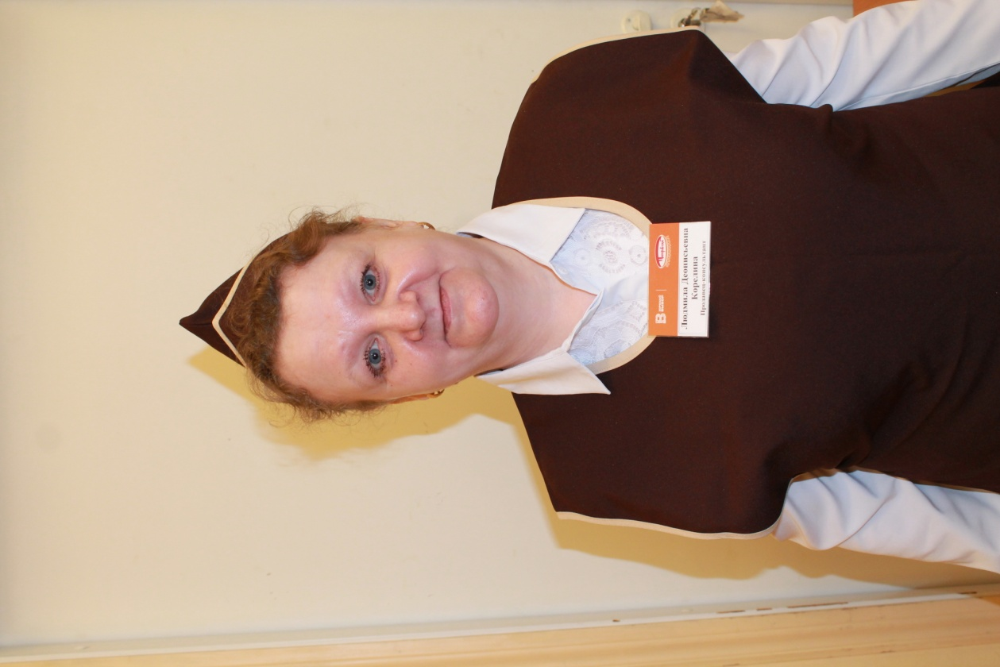 В
Людмила Деонисьевна
Корелина
Продавец-консультант